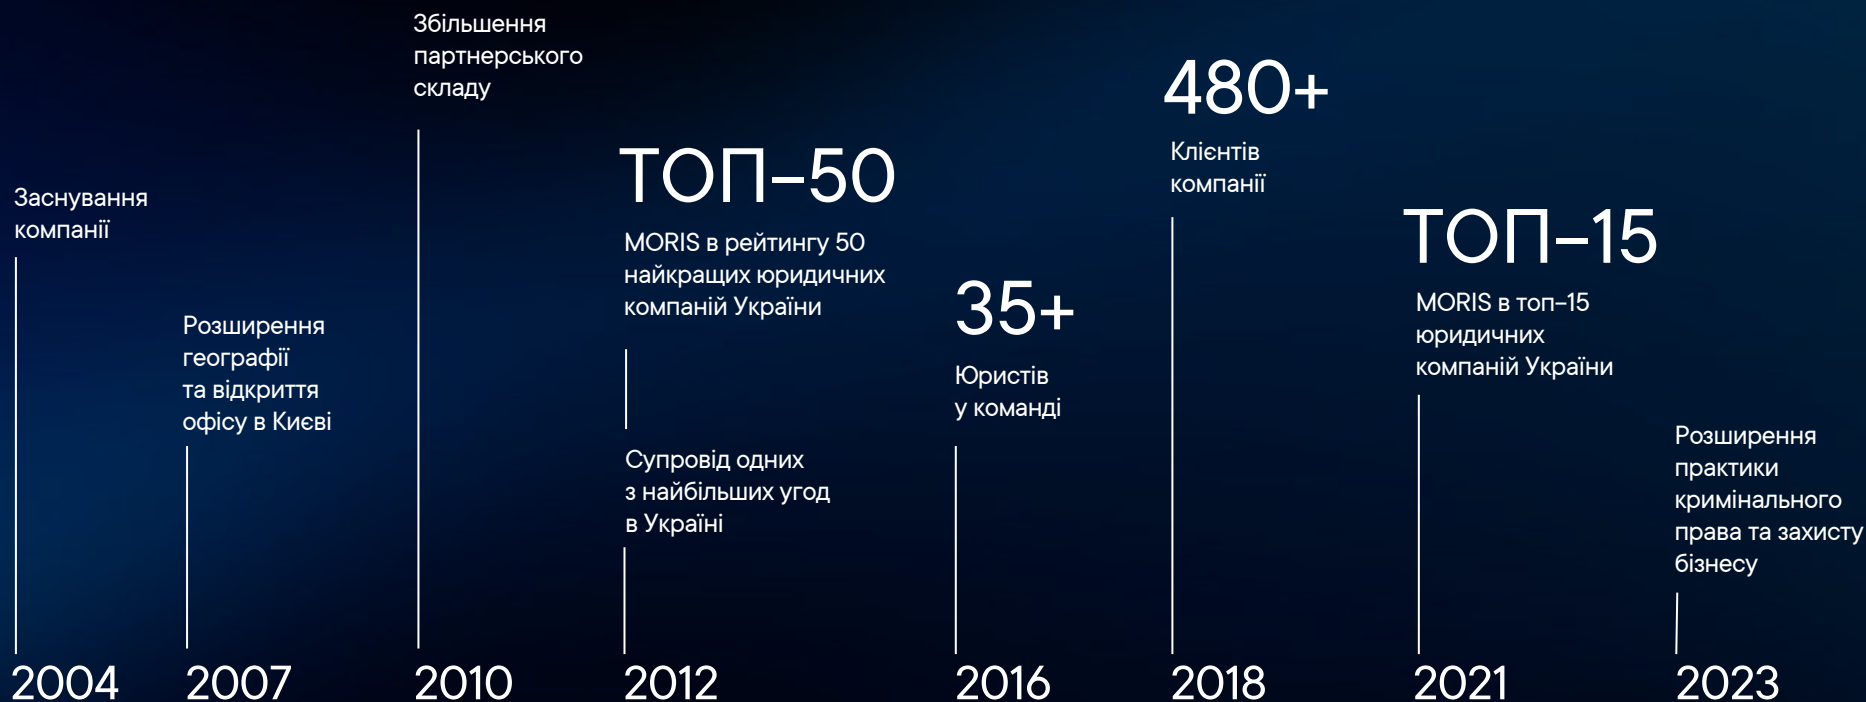 Заснування
компанії
2004
Розширення
географії
та відкриття
офісу в Києві
2007
Збільшення
партнерського
складу
2010
ТОП–50
MORIS в рейтингу 50
найкращих юридичних
компаній України
Супровід одних
з найбільших угод
в Україні
2012
35+
Юристів
у команді
2016
480+
Клієнтів
компанії
2018
ТОП–15
MORIS в топ–15
юридичних
компаній України
2021
Розширення
практики
кримінального
права та захисту
бізнесу
2023